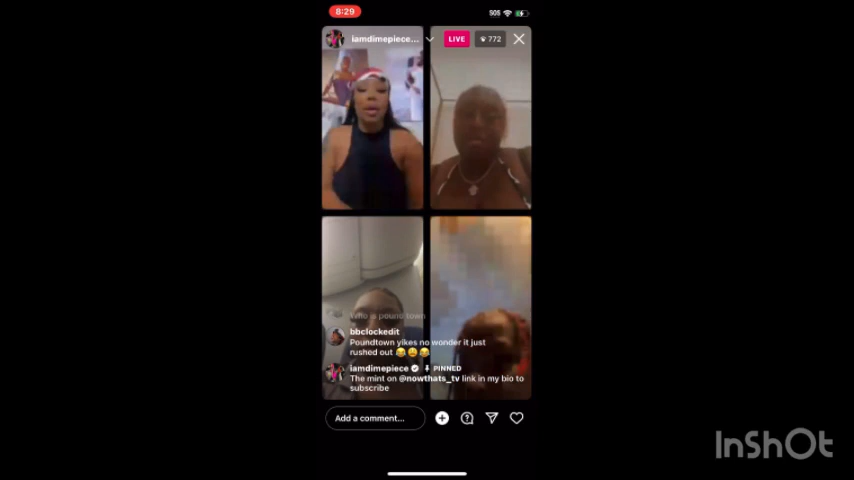 8:29
SOS
iamdimepiece...
LIVE
772
Who is pound town
bbclockedit
Poundtown yikes no wonder it just
rushed out 😂😩😂
iamdimepiece PINNED
The mint on @nowthats_tv link in my bio to
subscribe
Add a comment...
InShOt